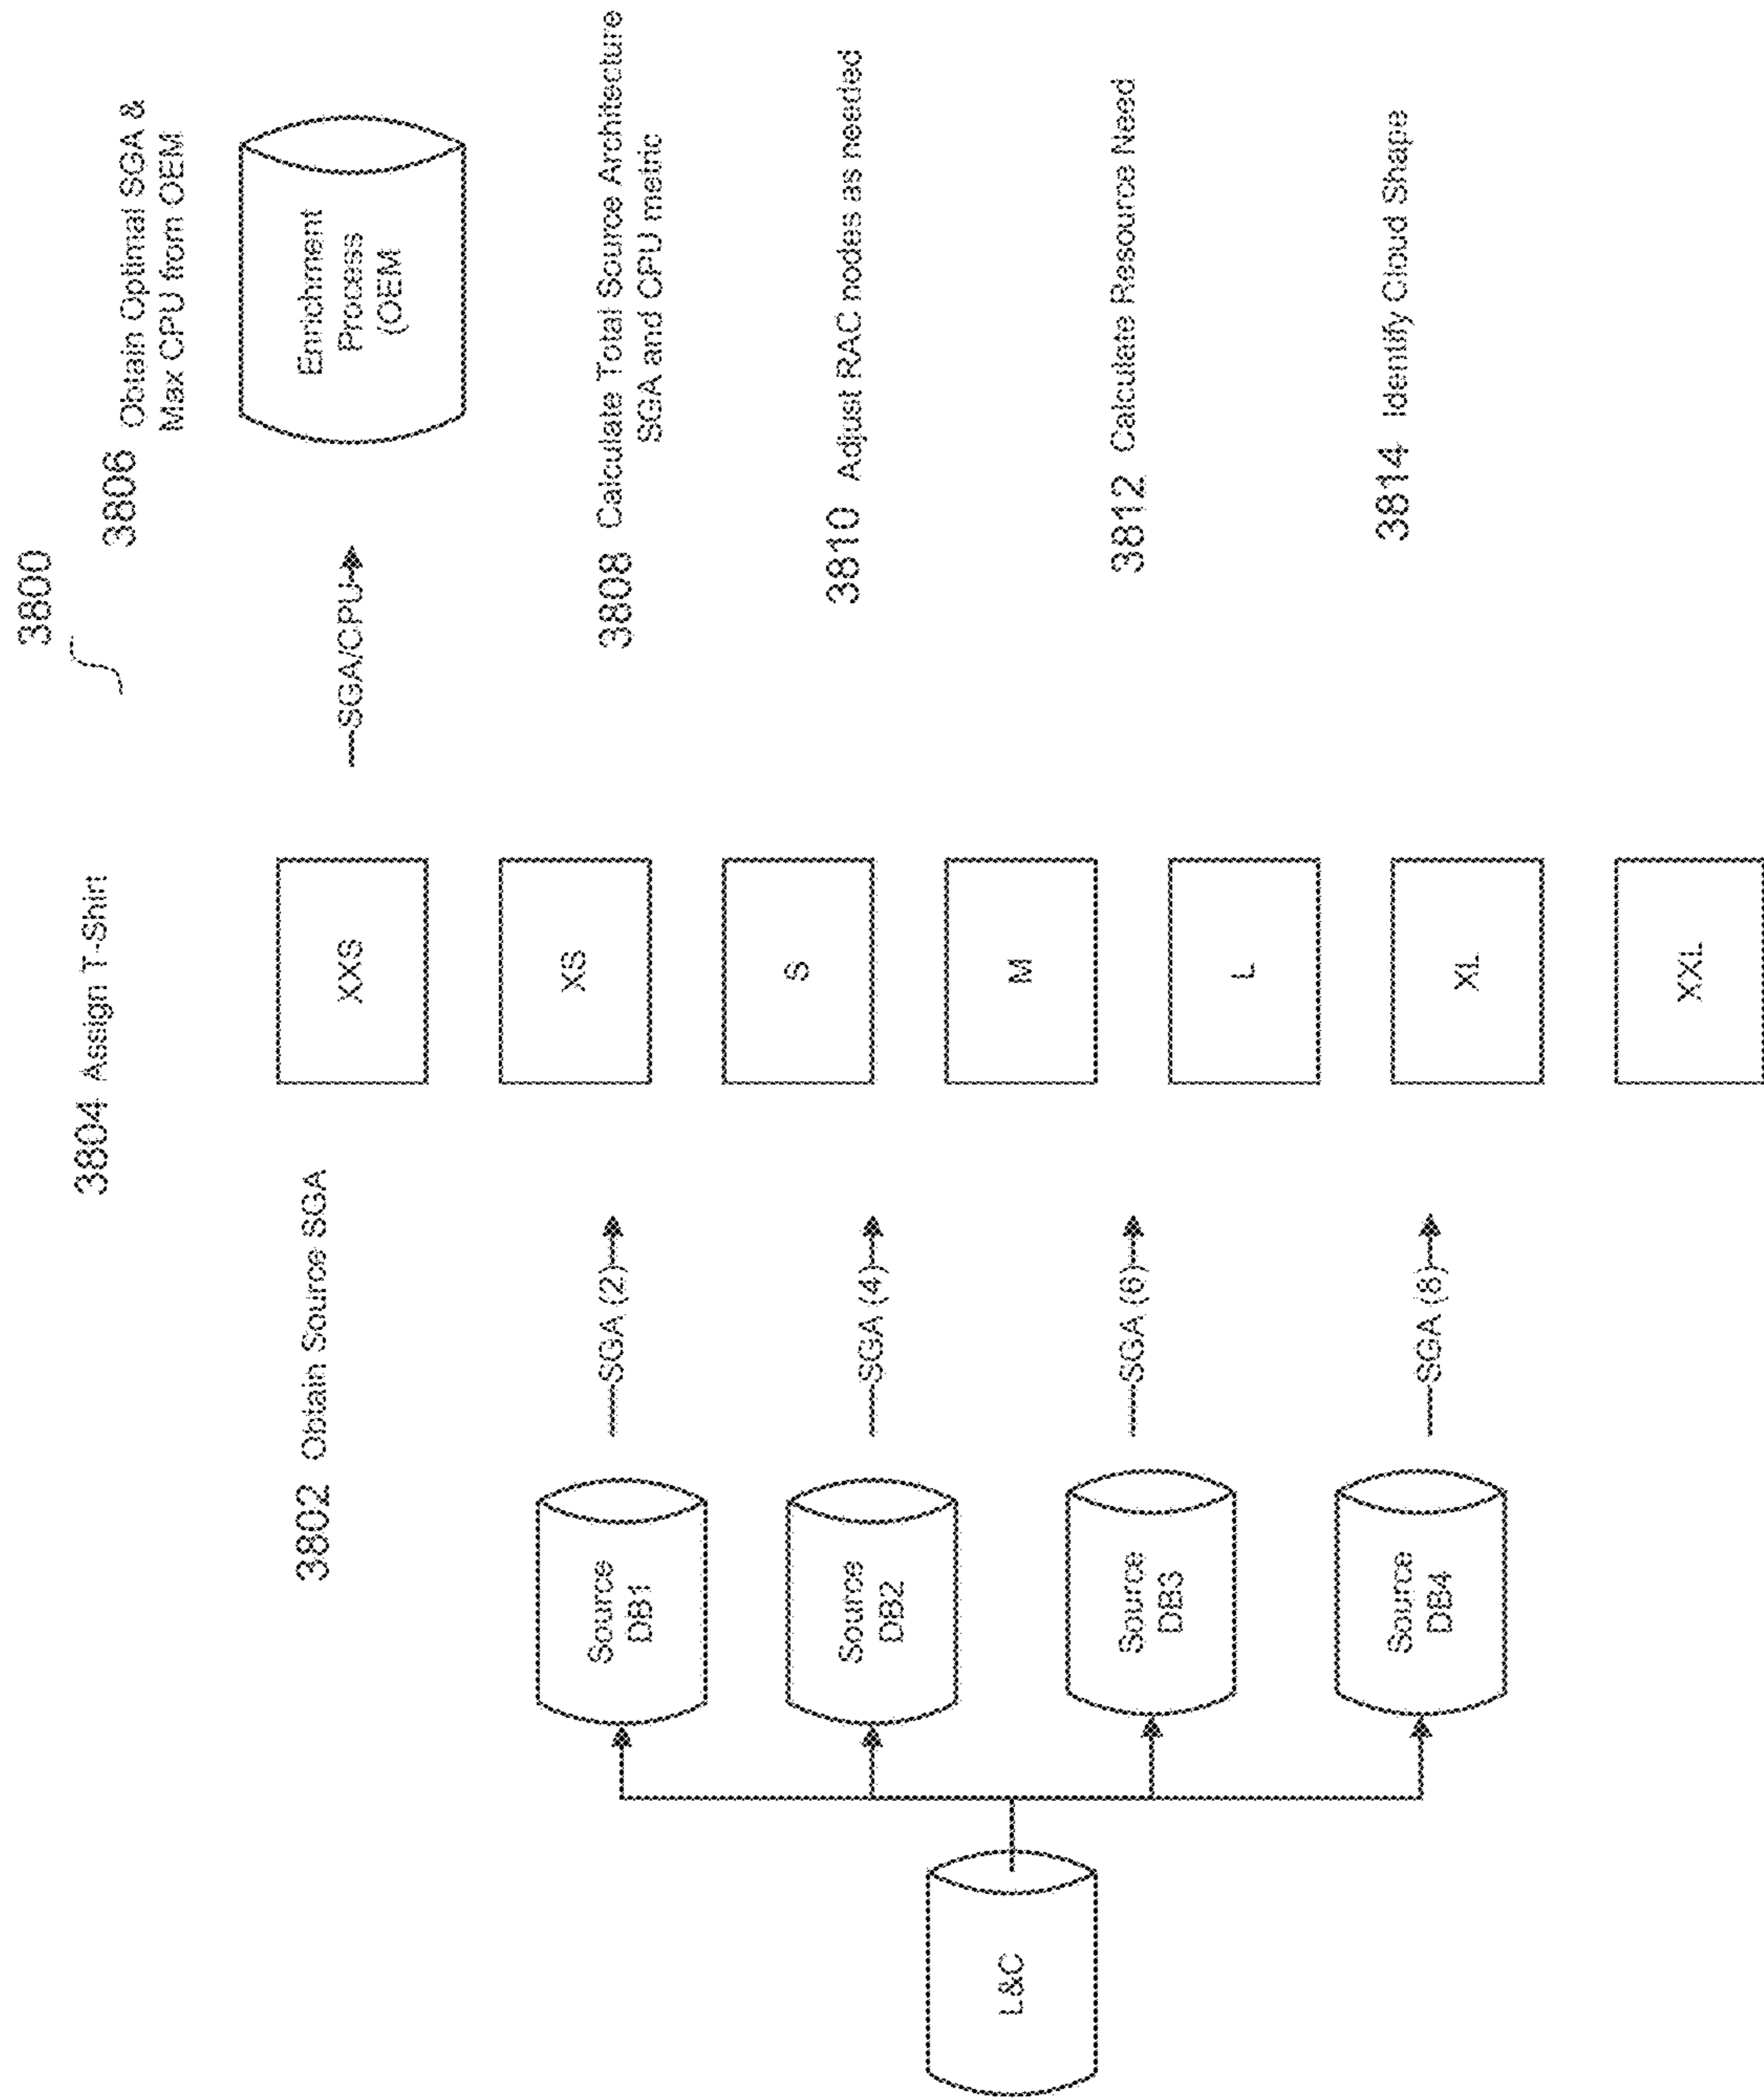 3800
3802 Obtain Source SGA
3804 Assign T-Shirt
3806 Obtain Optimal SGA &
Max CPU from OEM
L&C
Source
DB1
Source
DB2
Source
DB3
Source
DB4
SGA (2)
SGA (4)
SGA (6)
SGA (8)
XXS
XS
S
M
L
XL
XXL
SGA/CPU
Enrichment
Process
(OEM
3808 Calculate Total Source Architecture
SGA and CPU metric
3810 Adjust RAC nodes as needed
3812 Calculate Resource Need
3814 Identify Cloud Shape